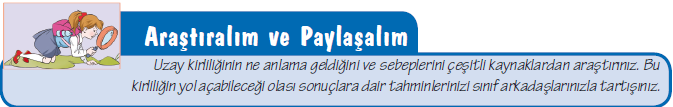 Araştıralım ve Paylaşalım
Uzay kirliliğinin ne anlama geldiğini ve sebeplerini çeşitli kaynaklardan araştırınız. Bu
kirliliğin yol açabileceği olası sonuçlara dair tahminlerinizi sınıf arkadaşlarınızla tartışınız.